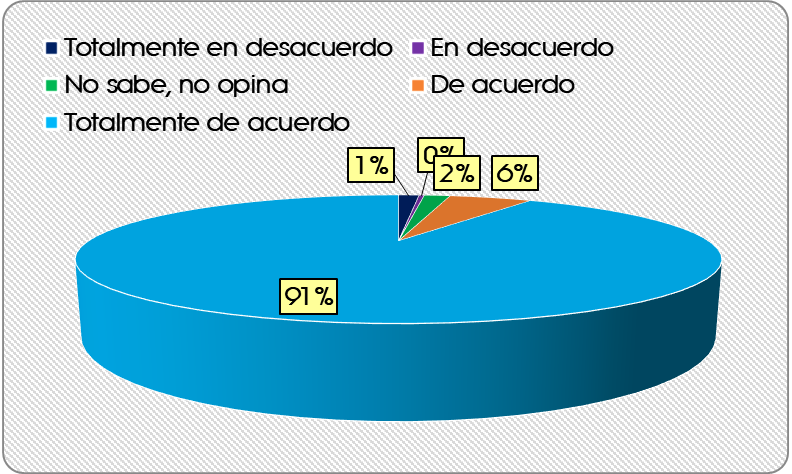 Totalmente en desacuerdo En desacuerdo
No sabe, no opina De acuerdo
Totalmente de acuerdo
1% 0% 2% 6%
91%